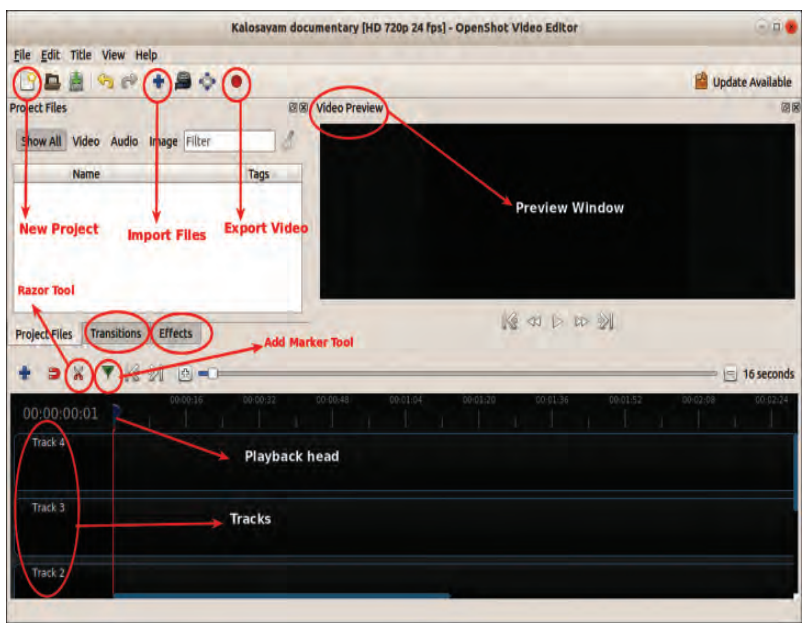 Kalosavam documentary [HD 720p 24 fps] - OpenShot Video Editor
File Edit Title View Help
Update Available
Project Files
Video Preview
Show All Video Audio Image Filter
Name Tags
Preview Window
New Project
Import Files
Export Video
Razor Tool
Project Files Transitions Effects
Add Marker Tool
16 seconds
00:00:00:01
00:00:16 00:00:32 00:00:48 00:01:04 00:01:20 00:01:36 00:01:52 00:02:08 00:02:24
Track 4
Playback head
Track 3
Tracks
Track 2